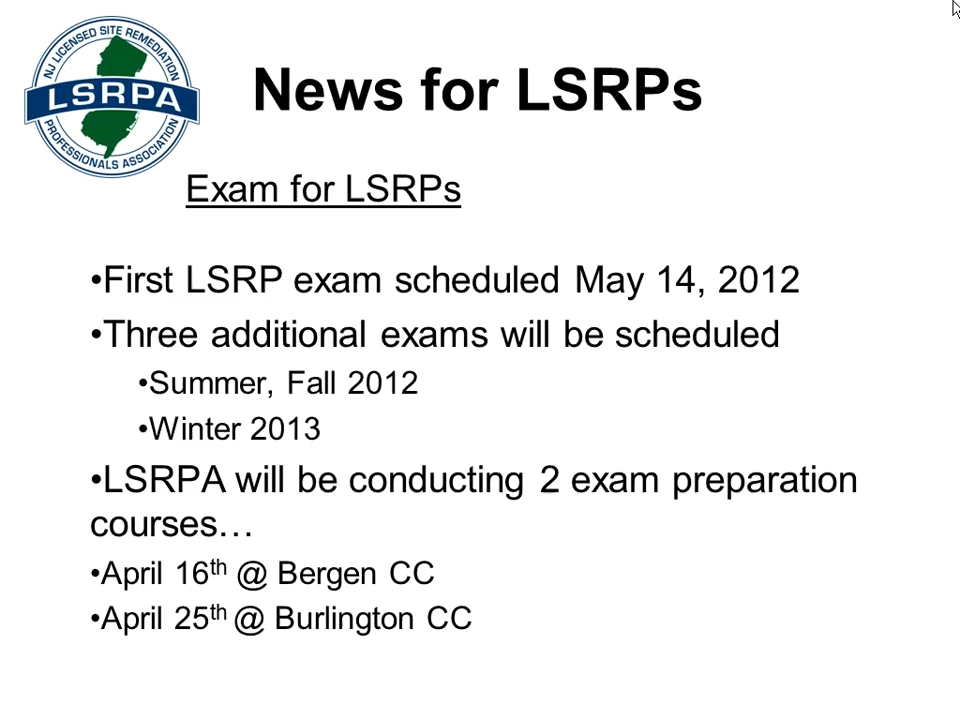 NJ LICENSED SITE REMEDIATION
LSRPA
PROFESSIONALS ASSOCIATION
News for LSRPs
Exam for LSRPs
•First LSRP exam scheduled May 14, 2012
•Three additional exams will be scheduled
•Summer, Fall 2012
•Winter 2013
•LSRPA will be conducting 2 exam preparation
courses…
•April 16th @ Bergen CC
•April 25th @ Burlington CC